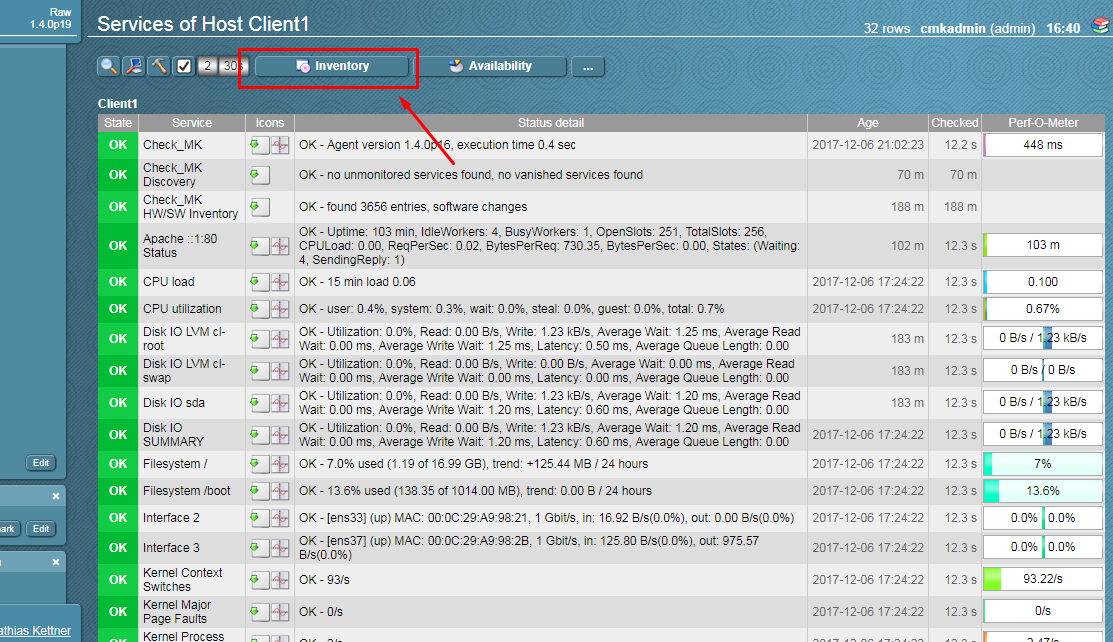 Raw
1.4.0p19
Services of Host Client1
32 rows cmkadmin (admin) 16:40
2 30s Inventory Availability ...
Client1
State Service Icons Status detail Age Checked Perf-O-Meter
OK Check_MK OK - Agent version 1.4.0p16, execution time 0.4 sec 2017-12-06 21:02:23 12.2 s 448 ms
OK Check_MK
Discovery OK - no unmonitored services found, no vanished services found 70 m 70 m
OK Check_MK
HW/SW Inventory OK - found 3656 entries, software changes 188 m 188 m
OK Apache ::1:80
Status OK - Uptime: 103 min, IdleWorkers: 4, BusyWorkers: 1, OpenSlots: 251, TotalSlots: 256,
CPULoad: 0.00, ReqPerSec: 0.02, BytesPerReq: 730.35, BytesPerSec: 0.00, States: (Waiting:
4, SendingReply: 1) 102 m 12.3 s 103 m
OK CPU load OK - 15 min load 0.06 2017-12-06 17:24:22 12.3 s 0.100
OK CPU utilization OK - user: 0.4%, system: 0.3%, wait: 0.0%, steal: 0.0%, guest: 0.0%, total: 0.7% 2017-12-06 17:24:22 12.3 s 0.67%
OK Disk IO LVM cl-
root OK - Utilization: 0.0%, Read: 0.00 B/s, Write: 1.23 kB/s, Average Wait: 1.25 ms, Average Read
Wait: 0.00 ms, Average Write Wait: 1.25 ms, Latency: 0.50 ms, Average Queue Length: 0.00 183 m 12.3 s 0 B/s / 1.23 kB/s
OK Disk IO LVM cl-
swap OK - Utilization: 0.0%, Read: 0.00 B/s, Write: 0.00 B/s, Average Wait: 0.00 ms, Average Read
Wait: 0.00 ms, Average Write Wait: 0.00 ms, Latency: 0.00 ms, Average Queue Length: 0.00 183 m 12.3 s 0 B/s / 0 B/s
OK Disk IO sda OK - Utilization: 0.0%, Read: 0.00 B/s, Write: 1.23 kB/s, Average Wait: 1.20 ms, Average Read
Wait: 0.00 ms, Average Write Wait: 1.20 ms, Latency: 0.60 ms, Average Queue Length: 0.00 183 m 12.3 s 0 B/s / 1.23 kB/s
OK Disk IO
SUMMARY OK - Utilization: 0.0%, Read: 0.00 B/s, Write: 1.23 kB/s, Average Wait: 1.20 ms, Average Read
Wait: 0.00 ms, Average Write Wait: 1.20 ms, Latency: 0.60 ms, Average Queue Length: 0.00 2017-12-06 17:24:22 12.3 s 0 B/s / 1.23 kB/s
OK Filesystem / OK - 7.0% used (1.19 of 16.99 GB), trend: +125.44 MB / 24 hours 2017-12-06 17:24:22 12.3 s 7%
Edit
OK Filesystem /boot OK - 13.6% used (138.35 of 1014.00 MB), trend: 0.00 B / 24 hours 2017-12-06 17:24:22 12.3 s 13.6%
OK Interface 2 OK - [ens33] (up) MAC: 00:0C:29:A9:98:21, 1 Gbit/s, in: 16.92 B/s(0.0%), out: 0.00 B/s(0.0%) 2017-12-06 17:24:22 12.3 s 0.0% 0.0%
ark Edit
OK Interface 3 OK - [ens37] (up) MAC: 00:0C:29:A9:98:2B, 1 Gbit/s, in: 125.80 B/s(0.0%), out: 975.57
B/s(0.0%) 2017-12-06 17:24:22 12.3 s 0.0% 0.0%
OK Kernel Context
Switches OK - 93/s 2017-12-06 17:24:22 12.3 s 93.22/s
OK Kernel Major
Page Faults OK - 0/s 2017-12-06 17:24:22 12.3 s 0/s
athias Kettner
Kernel Process